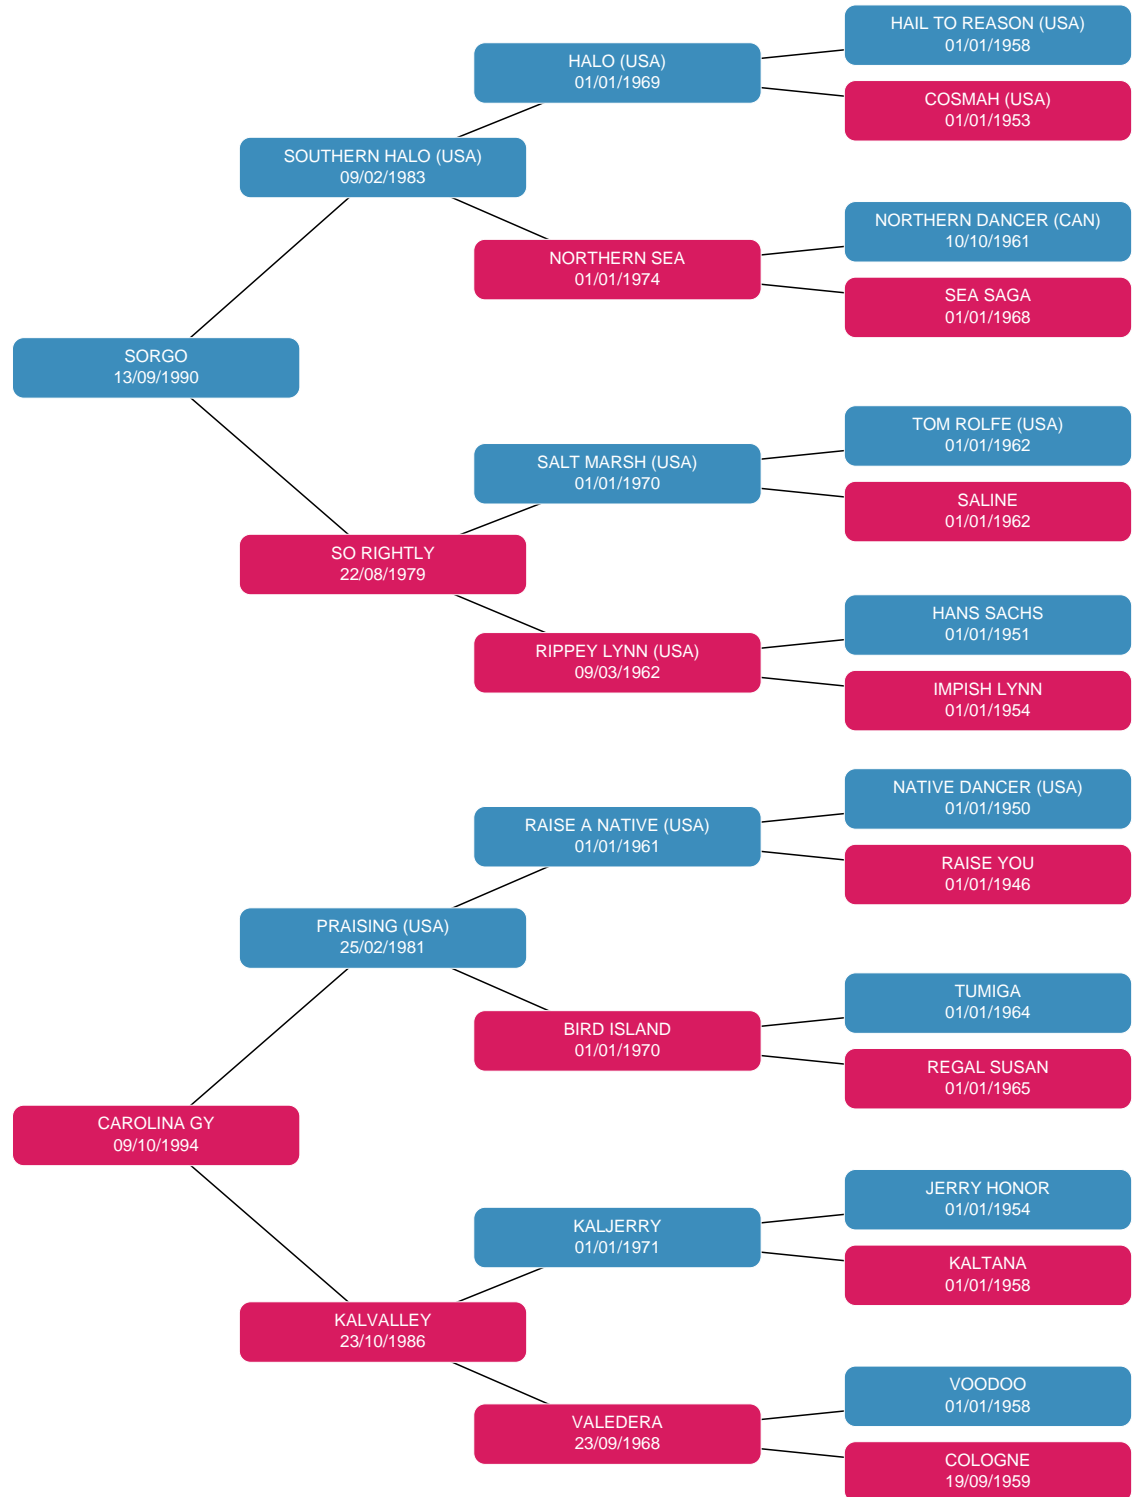 HAIL TO REASON (USA)
01/01/1958
HALO (USA)
01/01/1969
COSMAH (USA)
01/01/1953
SOUTHERN HALO (USA)
09/02/1983
NORTHERN DANCER (CAN)
10/10/1961
NORTHERN SEA
01/01/1974
SEA SAGA
01/01/1968
SORGO
13/09/1990
TOM ROLFE (USA)
01/01/1962
SALT MARSH (USA)
01/01/1970
SALINE
01/01/1962
SO RIGHTLY
22/08/1979
HANS SACHS
01/01/1951
RIPPEY LYNN (USA)
09/03/1962
IMPISH LYNN
01/01/1954
NATIVE DANCER (USA)
01/01/1950
RAISE A NATIVE (USA)
01/01/1961
RAISE YOU
01/01/1946
PRAISING (USA)
25/02/1981
TUMIGA
01/01/1964
BIRD ISLAND
01/01/1970
REGAL SUSAN
01/01/1965
CAROLINA GY
09/10/1994
JERRY HONOR
01/01/1954
KALJERRY
01/01/1971
KALTANA
01/01/1958
KALVALLEY
23/10/1986
VOODOO
01/01/1958
VALEDERA
23/09/1968
COLOGNE
19/09/1959